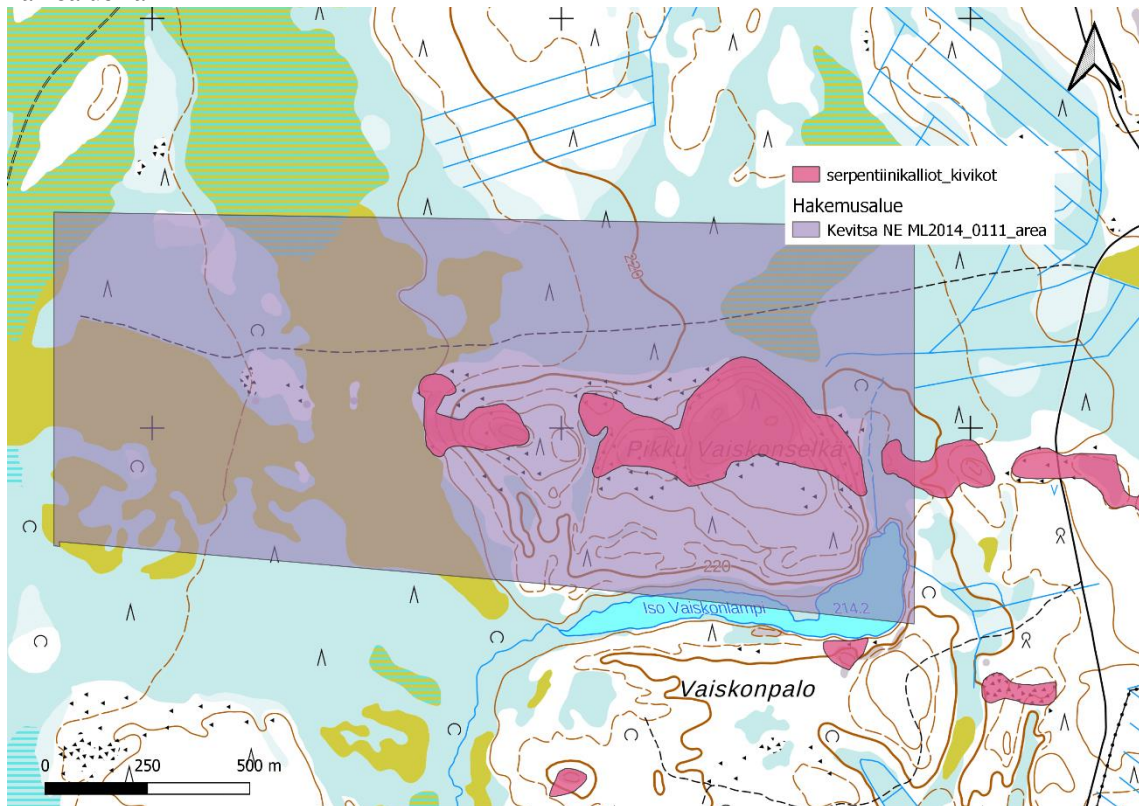 serpentiinikalliot_kivikot
Hakemusalue
Kevitsa NE ML2014_0111_area
220
Pikku Vaiskonselkä
220
Iso Vaiskonlampi
214.2
Vaiskonpalo
V
0
250
500 m